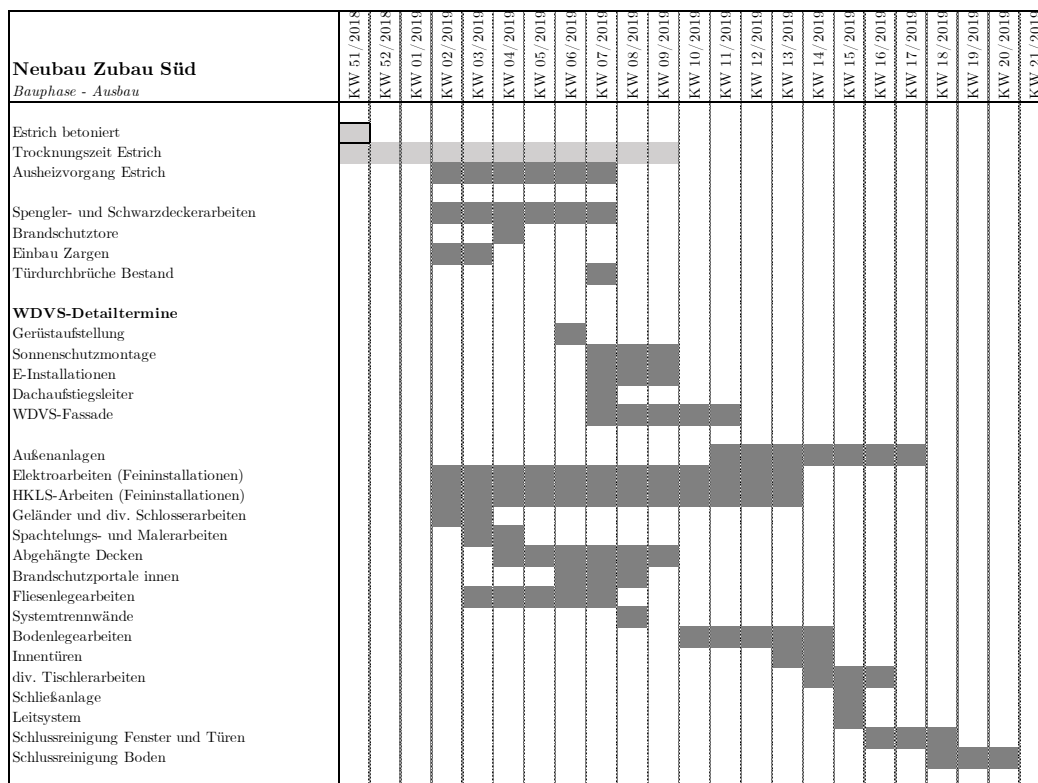 Neubau Zubau Süd
Bauphase - Ausbau
KW 51/2018
KW 52/2018
KW 01/2019
KW 02/2019
KW 03/2019
KW 04/2019
KW 05/2019
KW 06/2019
KW 07/2019
KW 08/2019
KW 09/2019
KW 10/2019
KW 11/2019
KW 12/2019
KW 13/2019
KW 14/2019
KW 15/2019
KW 16/2019
KW 17/2019
KW 18/2019
KW 19/2019
KW 20/2019
KW 21/2019
Estrich betoniert
Trocknungszeit Estrich
Ausheizvorgang Estrich
Spengler- und Schwarzdeckerarbeiten
Brandschutztore
Einbau Zargen
Türdurchbrüche Bestand
WDVS-Detailtermine
Gerüstaufstellung
Sonnenschutzmontage
E-Installationen
Dachaufstiegsleiter
WDVS-Fassade
Außenanlagen
Elektroarbeiten (Feininstallationen)
HKLS-Arbeiten (Feininstallationen)
Geländer und div. Schlosserarbeiten
Spachtelungs- und Malerarbeiten
Abgehängte Decken
Brandschutzportale innen
Fliesenlegearbeiten
Systemtrennwände
Bodenlegearbeiten
Innentüren
div. Tischlerarbeiten
Schließanlage
Leitsystem
Schlussreinigung Fenster und Türen
Schlussreinigung Boden